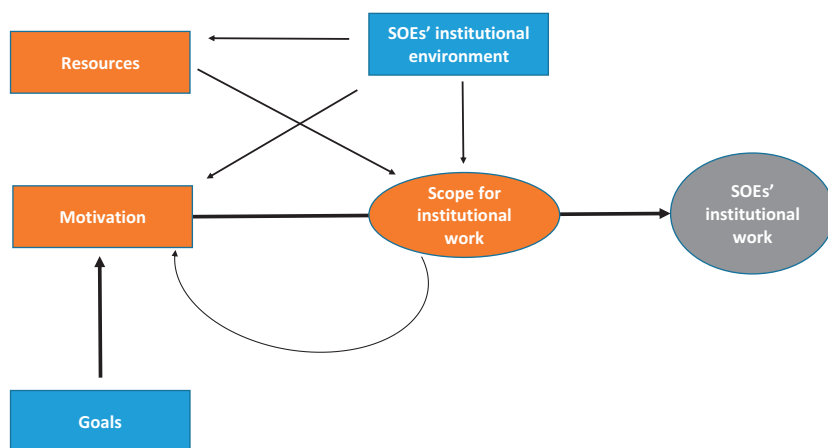 SOEs’ institutional
environment
Resources
Motivation
Scope for
institutional
work
SOEs’
institutional
work
Goals